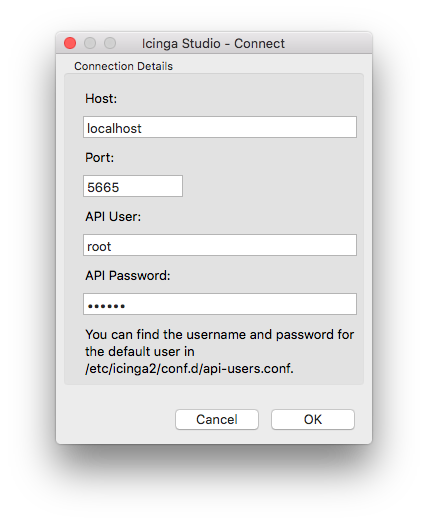 Icinga Studio - Connect
Connection Details
Host:
localhost
Port:
5665
API User:
root
API Password:
••••••
You can find the username and password for
the default user in
/etc/icinga2/conf.d/api-users.conf.
Cancel OK